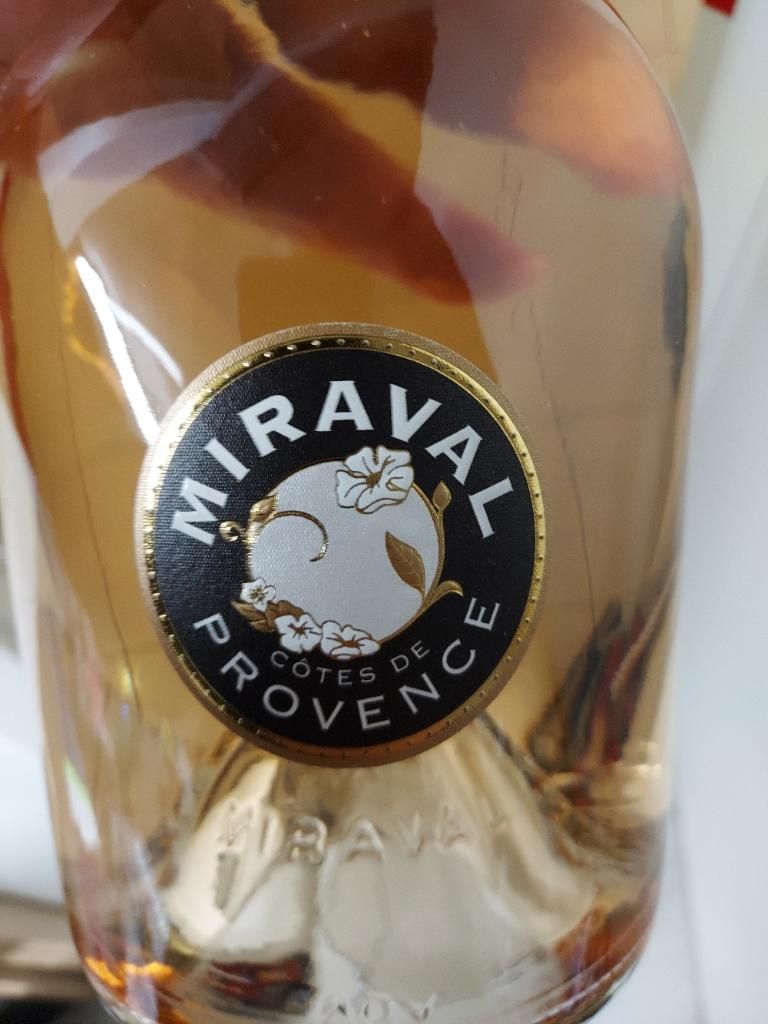 MIRAVAL
CÔTES DE
PROVENCE
MIRAVAL